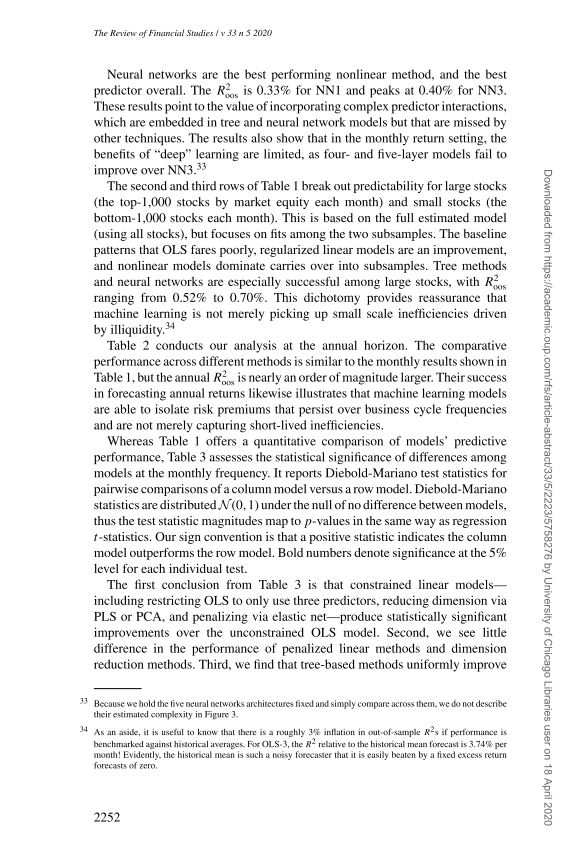 The Review of Financial Studies / v 33 n 5 2020
Neural networks are the best performing nonlinear method, and the best
predictor overall. The R²oos is 0.33% for NN1 and peaks at 0.40% for NN3.
These results point to the value of incorporating complex predictor interactions,
which are embedded in tree and neural network models but that are missed by
other techniques. The results also show that in the monthly return setting, the
benefits of “deep” learning are limited, as four- and five-layer models fail to
improve over NN3.33
The second and third rows of Table 1 break out predictability for large stocks
(the top-1,000 stocks by market equity each month) and small stocks (the
bottom-1,000 stocks each month). This is based on the full estimated model
(using all stocks), but focuses on fits among the two subsamples. The baseline
patterns that OLS fares poorly, regularized linear models are an improvement,
and nonlinear models dominate carries over into subsamples. Tree methods
and neural networks are especially successful among large stocks, with R²oos
ranging from 0.52% to 0.70%. This dichotomy provides reassurance that
machine learning is not merely picking up small scale inefficiencies driven
by illiquidity.34
Table 2 conducts our analysis at the annual horizon. The comparative
performance across different methods is similar to the monthly results shown in
Table 1, but the annual R²oos is nearly an order of magnitude larger. Their success
in forecasting annual returns likewise illustrates that machine learning models
are able to isolate risk premiums that persist over business cycle frequencies
and are not merely capturing short-lived inefficiencies.
Whereas Table 1 offers a quantitative comparison of models’ predictive
performance, Table 3 assesses the statistical significance of differences among
models at the monthly frequency. It reports Diebold-Mariano test statistics for
pairwise comparisons of a column model versus a row model. Diebold-Mariano
statistics are distributed N(0, 1) under the null of no difference between models,
thus the test statistic magnitudes map to p-values in the same way as regression
t-statistics. Our sign convention is that a positive statistic indicates the column
model outperforms the row model. Bold numbers denote significance at the 5%
level for each individual test.
The first conclusion from Table 3 is that constrained linear models—
including restricting OLS to only use three predictors, reducing dimension via
PLS or PCA, and penalizing via elastic net—produce statistically significant
improvements over the unconstrained OLS model. Second, we see little
difference in the performance of penalized linear methods and dimension
reduction methods. Third, we find that tree-based methods uniformly improve
33 Because we hold the five neural networks architectures fixed and simply compare across them, we do not describe
their estimated complexity in Figure 3.
34 As an aside, it is useful to know that there is a roughly 3% inflation in out-of-sample R²s if performance is
benchmarked against historical averages. For OLS-3, the R² relative to the historical mean forecast is 3.74% per
month! Evidently, the historical mean is such a noisy forecaster that it is easily beaten by a fixed excess return
forecasts of zero.
2252
Downloaded from https://academic.oup.com/rfs/article-abstract/33/5/2223/5758276 by University of Chicago Libraries user on 18 April 2020